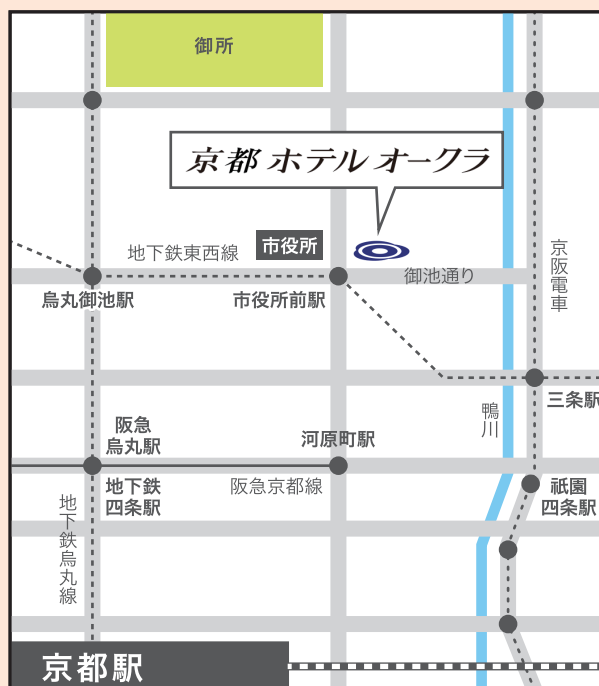 御所
京都 ホテル オークラ
地下鉄東西線
市役所
御池通り
京阪電車
烏丸御池駅
市役所前駅
三条駅
鴨川
阪急
烏丸駅
河原町駅
地下鉄
四条駅
阪急京都線
祇園
四条駅
地下鉄烏丸線
京都駅